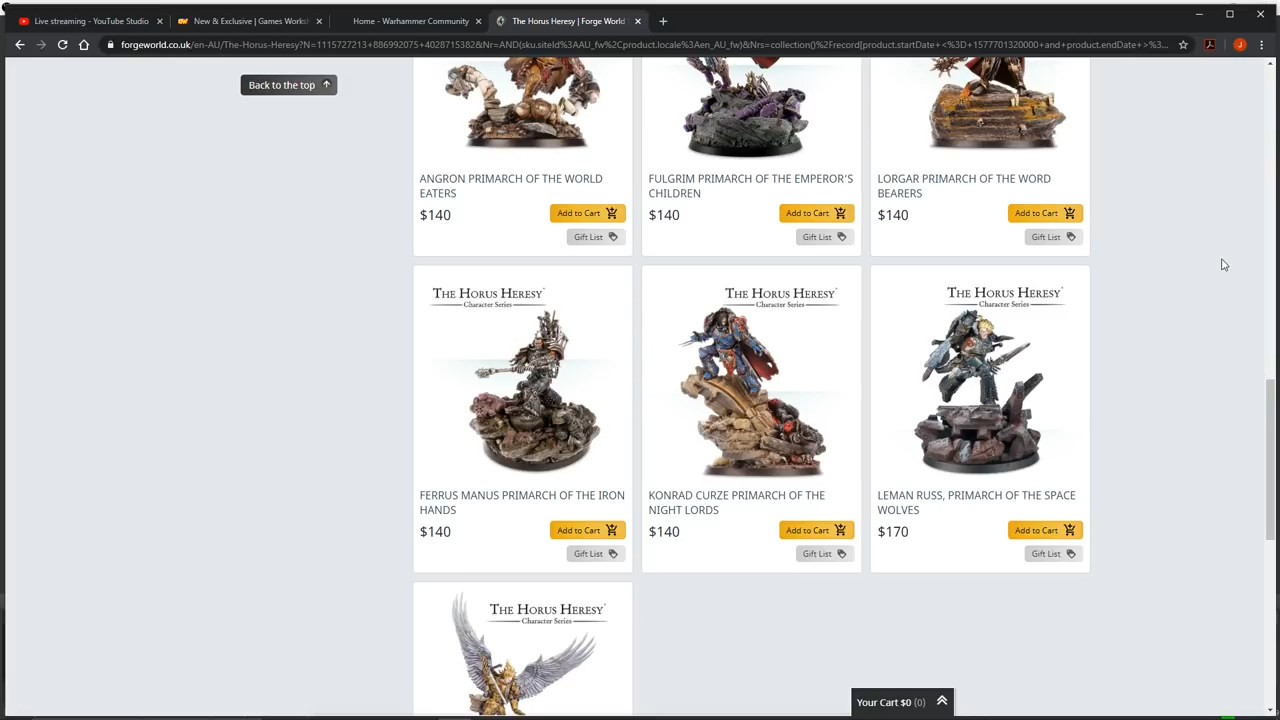 Live streaming - YouTube Studio
New & Exclusive | Games Worksh
Home - Warhammer Community
The Horus Heresy | Forge World
forgeworld.co.uk/en-AU/The-Horus-Heresy?N=1115727213+886992075+4028715382&Nr=AND(sku.siteId%3AAU_fw%2Cproduct.locale%3Aen_AU_fw)&Nrs=collection()%2Frecord[product.startDate+<%3D+1577701320000+and+product.endDate+>%3...
J
Back to the top
ANGRON PRIMARCH OF THE WORLD
EATERS
$140
Add to Cart
Gift List
FULGRIM PRIMARCH OF THE EMPEROR'S
CHILDREN
$140
Add to Cart
Gift List
LORGAR PRIMARCH OF THE WORD
BEARERS
$140
Add to Cart
Gift List
THE HORUS HERESY
Character Series
FERRUS MANUS PRIMARCH OF THE IRON
HANDS
$140
Add to Cart
Gift List
THE HORUS HERESY
Character Series
KONRAD CURZE PRIMARCH OF THE
NIGHT LORDS
$140
Add to Cart
Gift List
THE HORUS HERESY
Character Series
LEMAN RUSS, PRIMARCH OF THE SPACE
WOLVES
$170
Add to Cart
Gift List
THE HORUS HERESY
Character Series
Your Cart $0 (0)